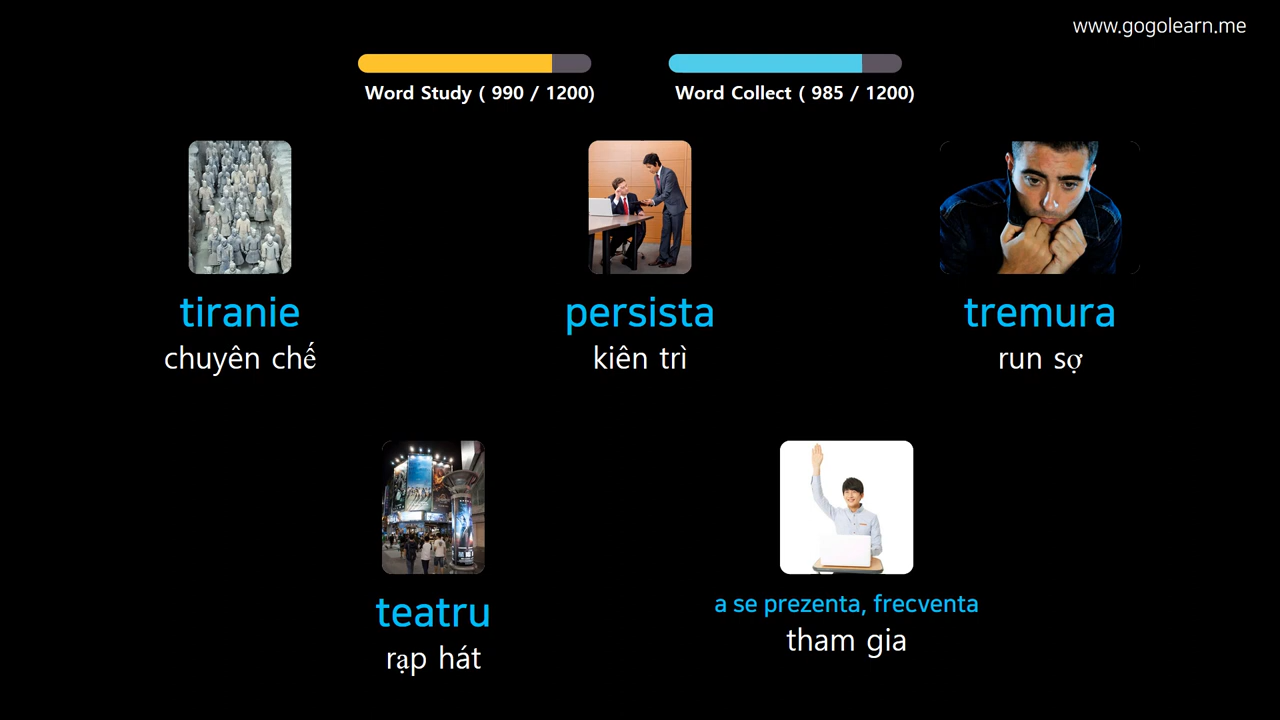 www.gogolearn.me
Word Study ( 990 / 1200)
Word Collect ( 985 / 1200)
tiranie
chuyên chế
persista
kiên trì
tremura
run sợ
teatru
rạp hát
a se prezenta, frecventa
tham gia